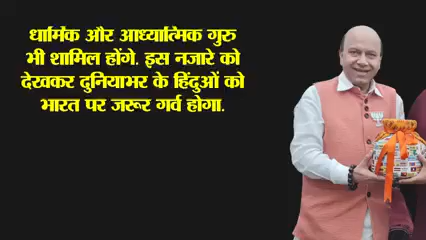 धार्मिक और आध्यात्मिक गुरु
भी शामिल होंगे. इस नजारे को
देखकर दुनियाभर के हिंदुओं को
भारत पर जरूर गर्व होगा.